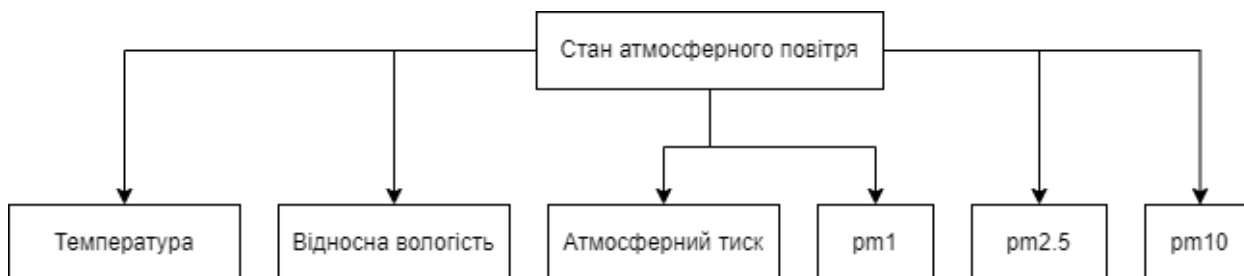 Стан атмосферного повітря
Температура
Відносна вологість
Атмосферний тиск
pm1
pm2.5
pm10